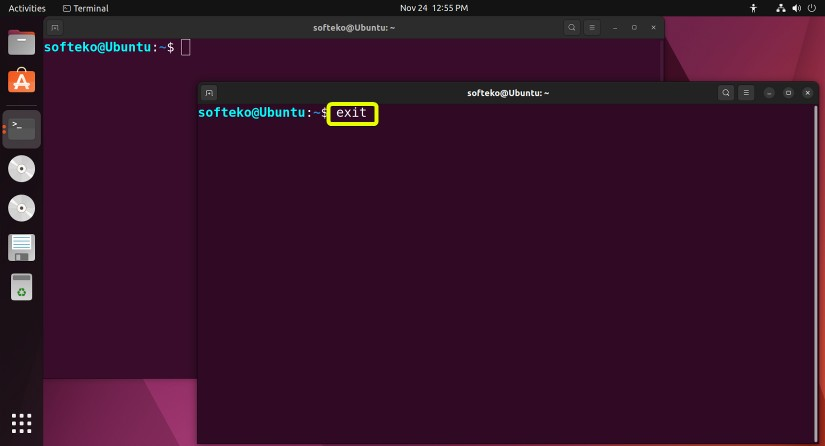 Activities Terminal Nov 24 12:55 PM
softeko@Ubuntu: ~
softeko@Ubuntu:~$
softeko@Ubuntu: ~
softeko@Ubuntu:~$ exit